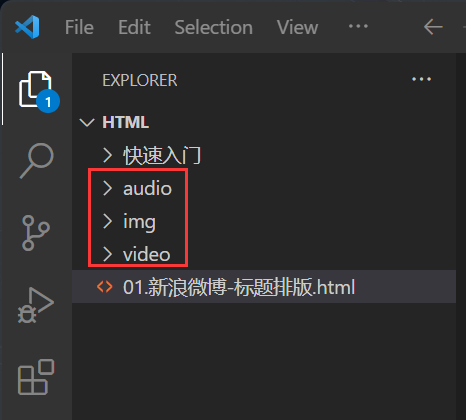 File Edit Selection View ···
EXPLORER ···
HTML
1
快速入门
audio
img
video
01.新浪微博-标题排版.html